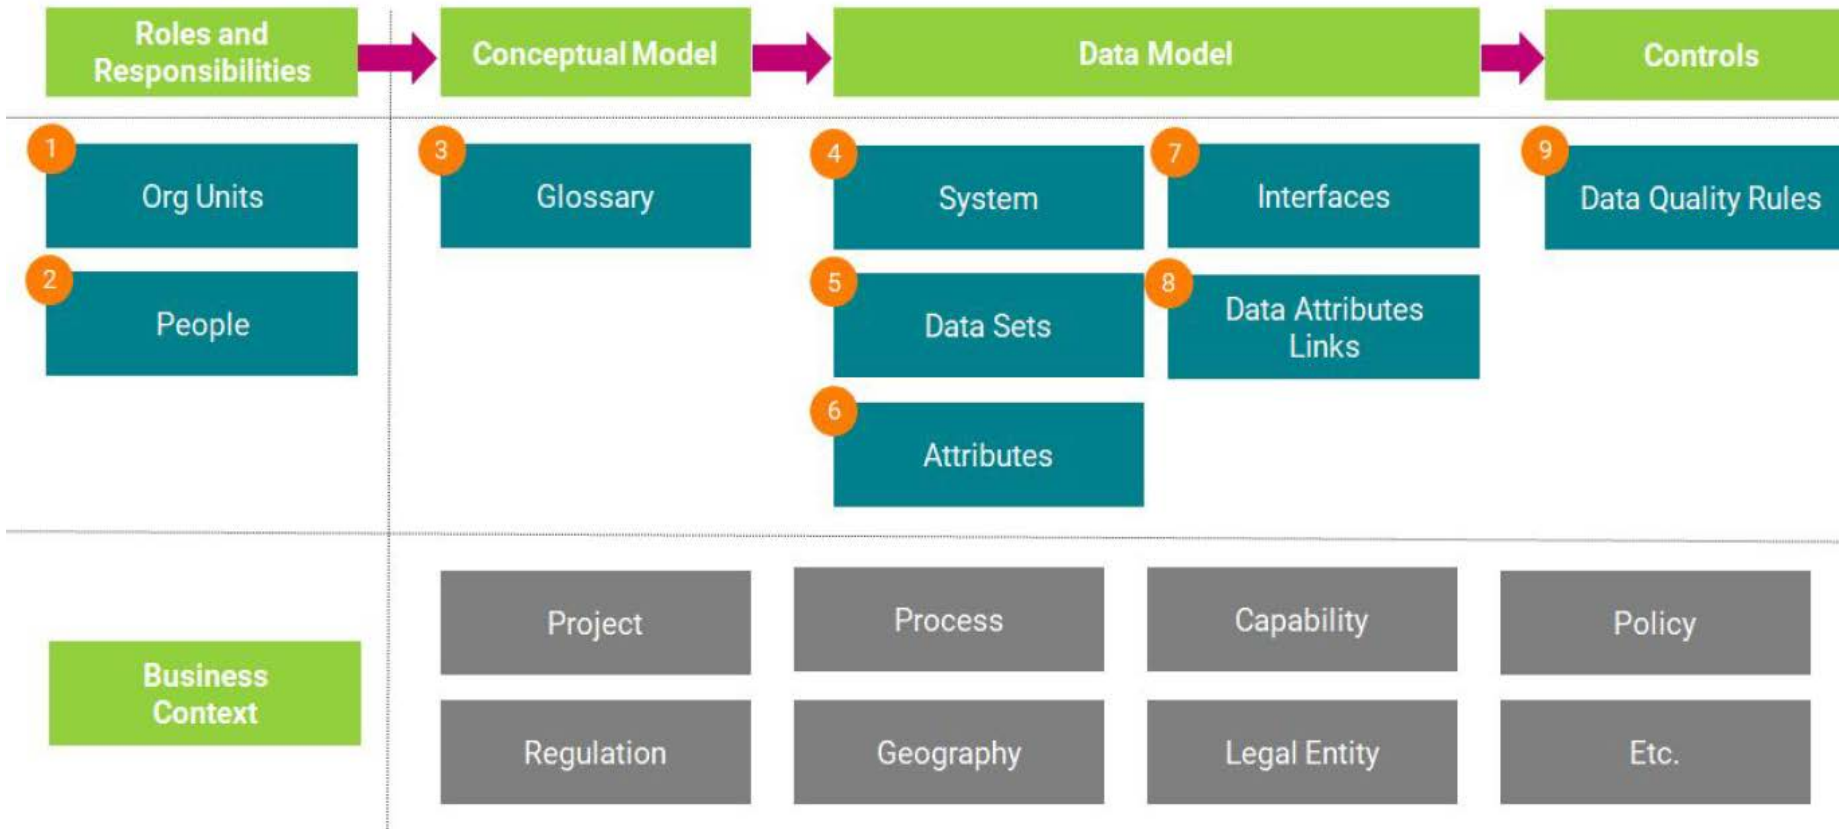 Roles and
Responsibilities
Conceptual Model
Data Model
Controls
1
Org Units
2
People
3
Glossary
4
System
5
Data Sets
6
Attributes
7
Interfaces
8
Data Attributes
Links
9
Data Quality Rules
Business
Context
Project
Process
Capability
Policy
Regulation
Geography
Legal Entity
Etc.